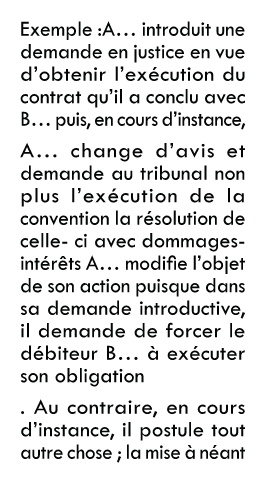 Exemple :A… introduit une
demande en justice en vue
d’obtenir l’exécution du
contrat qu’il a conclu avec
B… puis, en cours d’instance,
A… change d’avis et
demande au tribunal non
plus l’exécution de la
convention la résolution de
celle- ci avec dommages-
intérêts A… modifie l’objet
de son action puisque dans
sa demande introductive,
il demande de forcer le
débiteur B… à exécuter
son obligation
. Au contraire, en cours
d’instance, il postule tout
autre chose ; la mise à néant